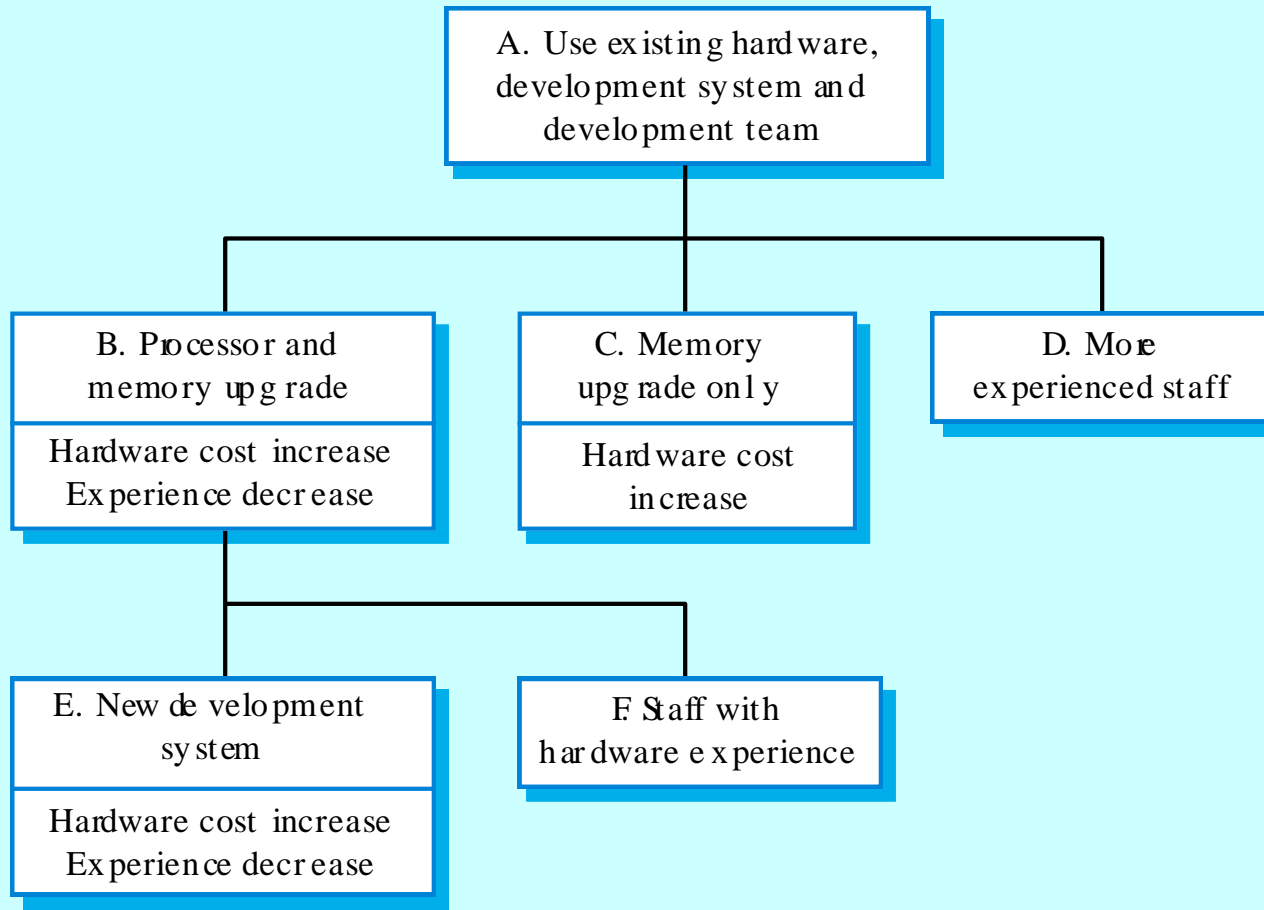 A. Use existing hardware,
development system and
development team
B. Processor and
memory upgrade
Hardware cost increase
Experience decrease
C. Memory
upgrade only
Hardware cost
increase
D. More
experienced staff
E. New development
system
Hardware cost increase
Experience decrease
F. Staff with
hardware experience